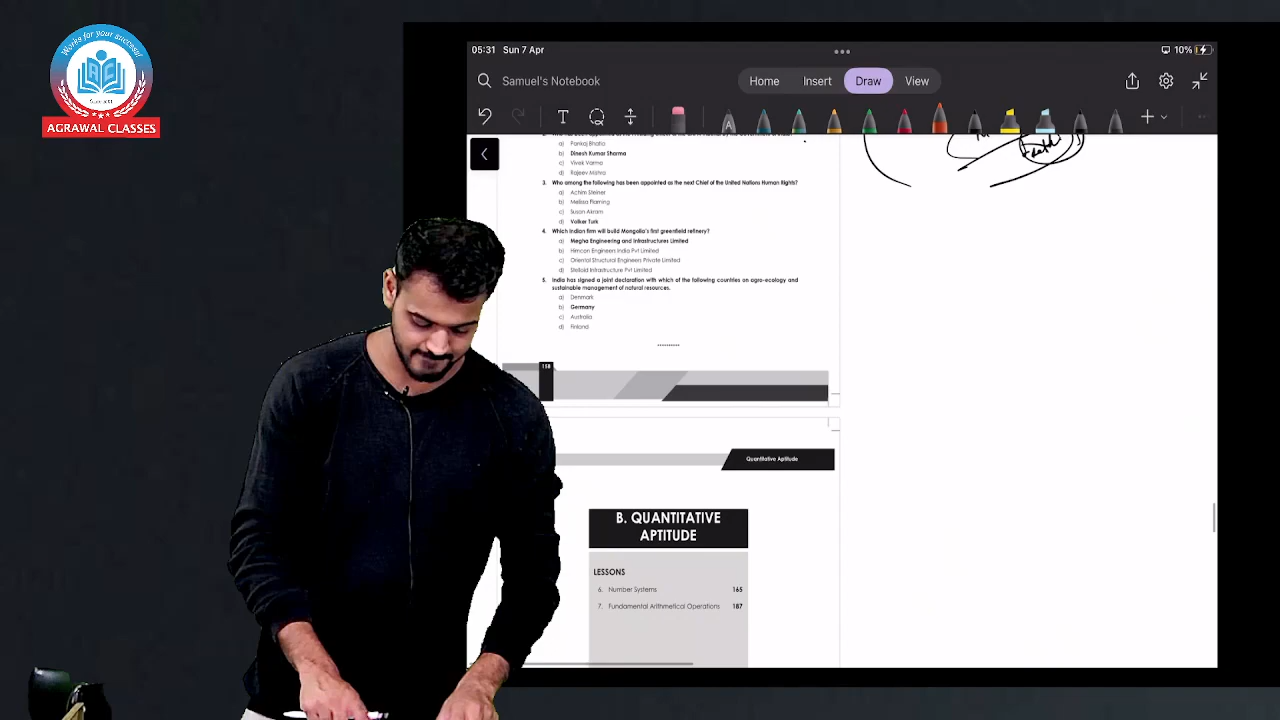 Works for your success
AC
AGRAWAL CLASSES
05:31 Sun 7 Apr
10%
Samuel's Notebook
Home Insert Draw View
T
A
a) Pankaj Bhatia
b) Dinesh Kumar Sharma
c) Vivek Varma
d) Rajeev Mishra
3. Who among the following has been appointed as the next Chief of the United Nations Human Rights?
a) Achim Steiner
b) Melissa Fleming
c) Susan Akram
d) Volker Turk
4. Which Indian firm will build Mongolia's first greenfield refinery?
a) Megha Engineering and Infrastructures Limited
b) Himcon Engineers India Pvt Limited
c) Oriental Structural Engineers Private Limited
d) Stelloid Infrastructure Pvt Limited
5. India has signed a joint declaration with which of the following countries on agro-ecology and
sustainable management of natural resources.
a) Denmark
b) Germany
c) Australia
d) Finland
158
Quantitative Aptitude
B. QUANTITATIVE
APTITUDE
LESSONS
6. Number Systems 165
7. Fundamental Arithmetical Operations 187